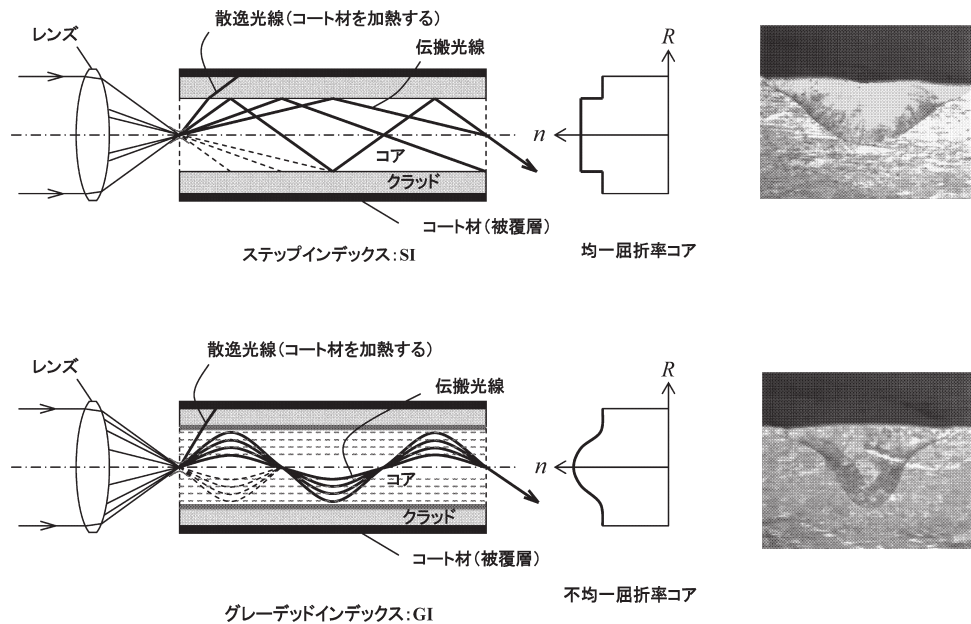 散逸光線(コート材を加熱する)
レンズ
伝搬光線
R
n
コア
クラッド
コート材(被覆層)
ステップインデックス:SI
均一屈折率コア
散逸光線(コート材を加熱する)
レンズ
伝搬光線
R
n
コア
クラッド
コート材(被覆層)
不均一屈折率コア
グレーデッドインデックス:GI